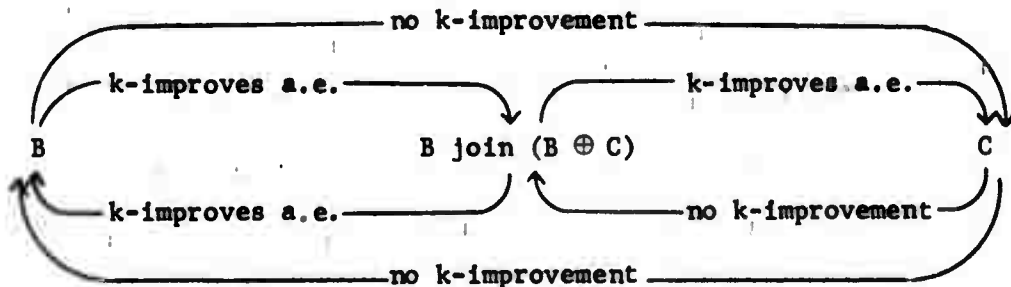 no k-improvement
k-improves a.e. k-improves a.e.
B B join (B ⊕ C) C
k-improves a.e. no k-improvement
no k-improvement